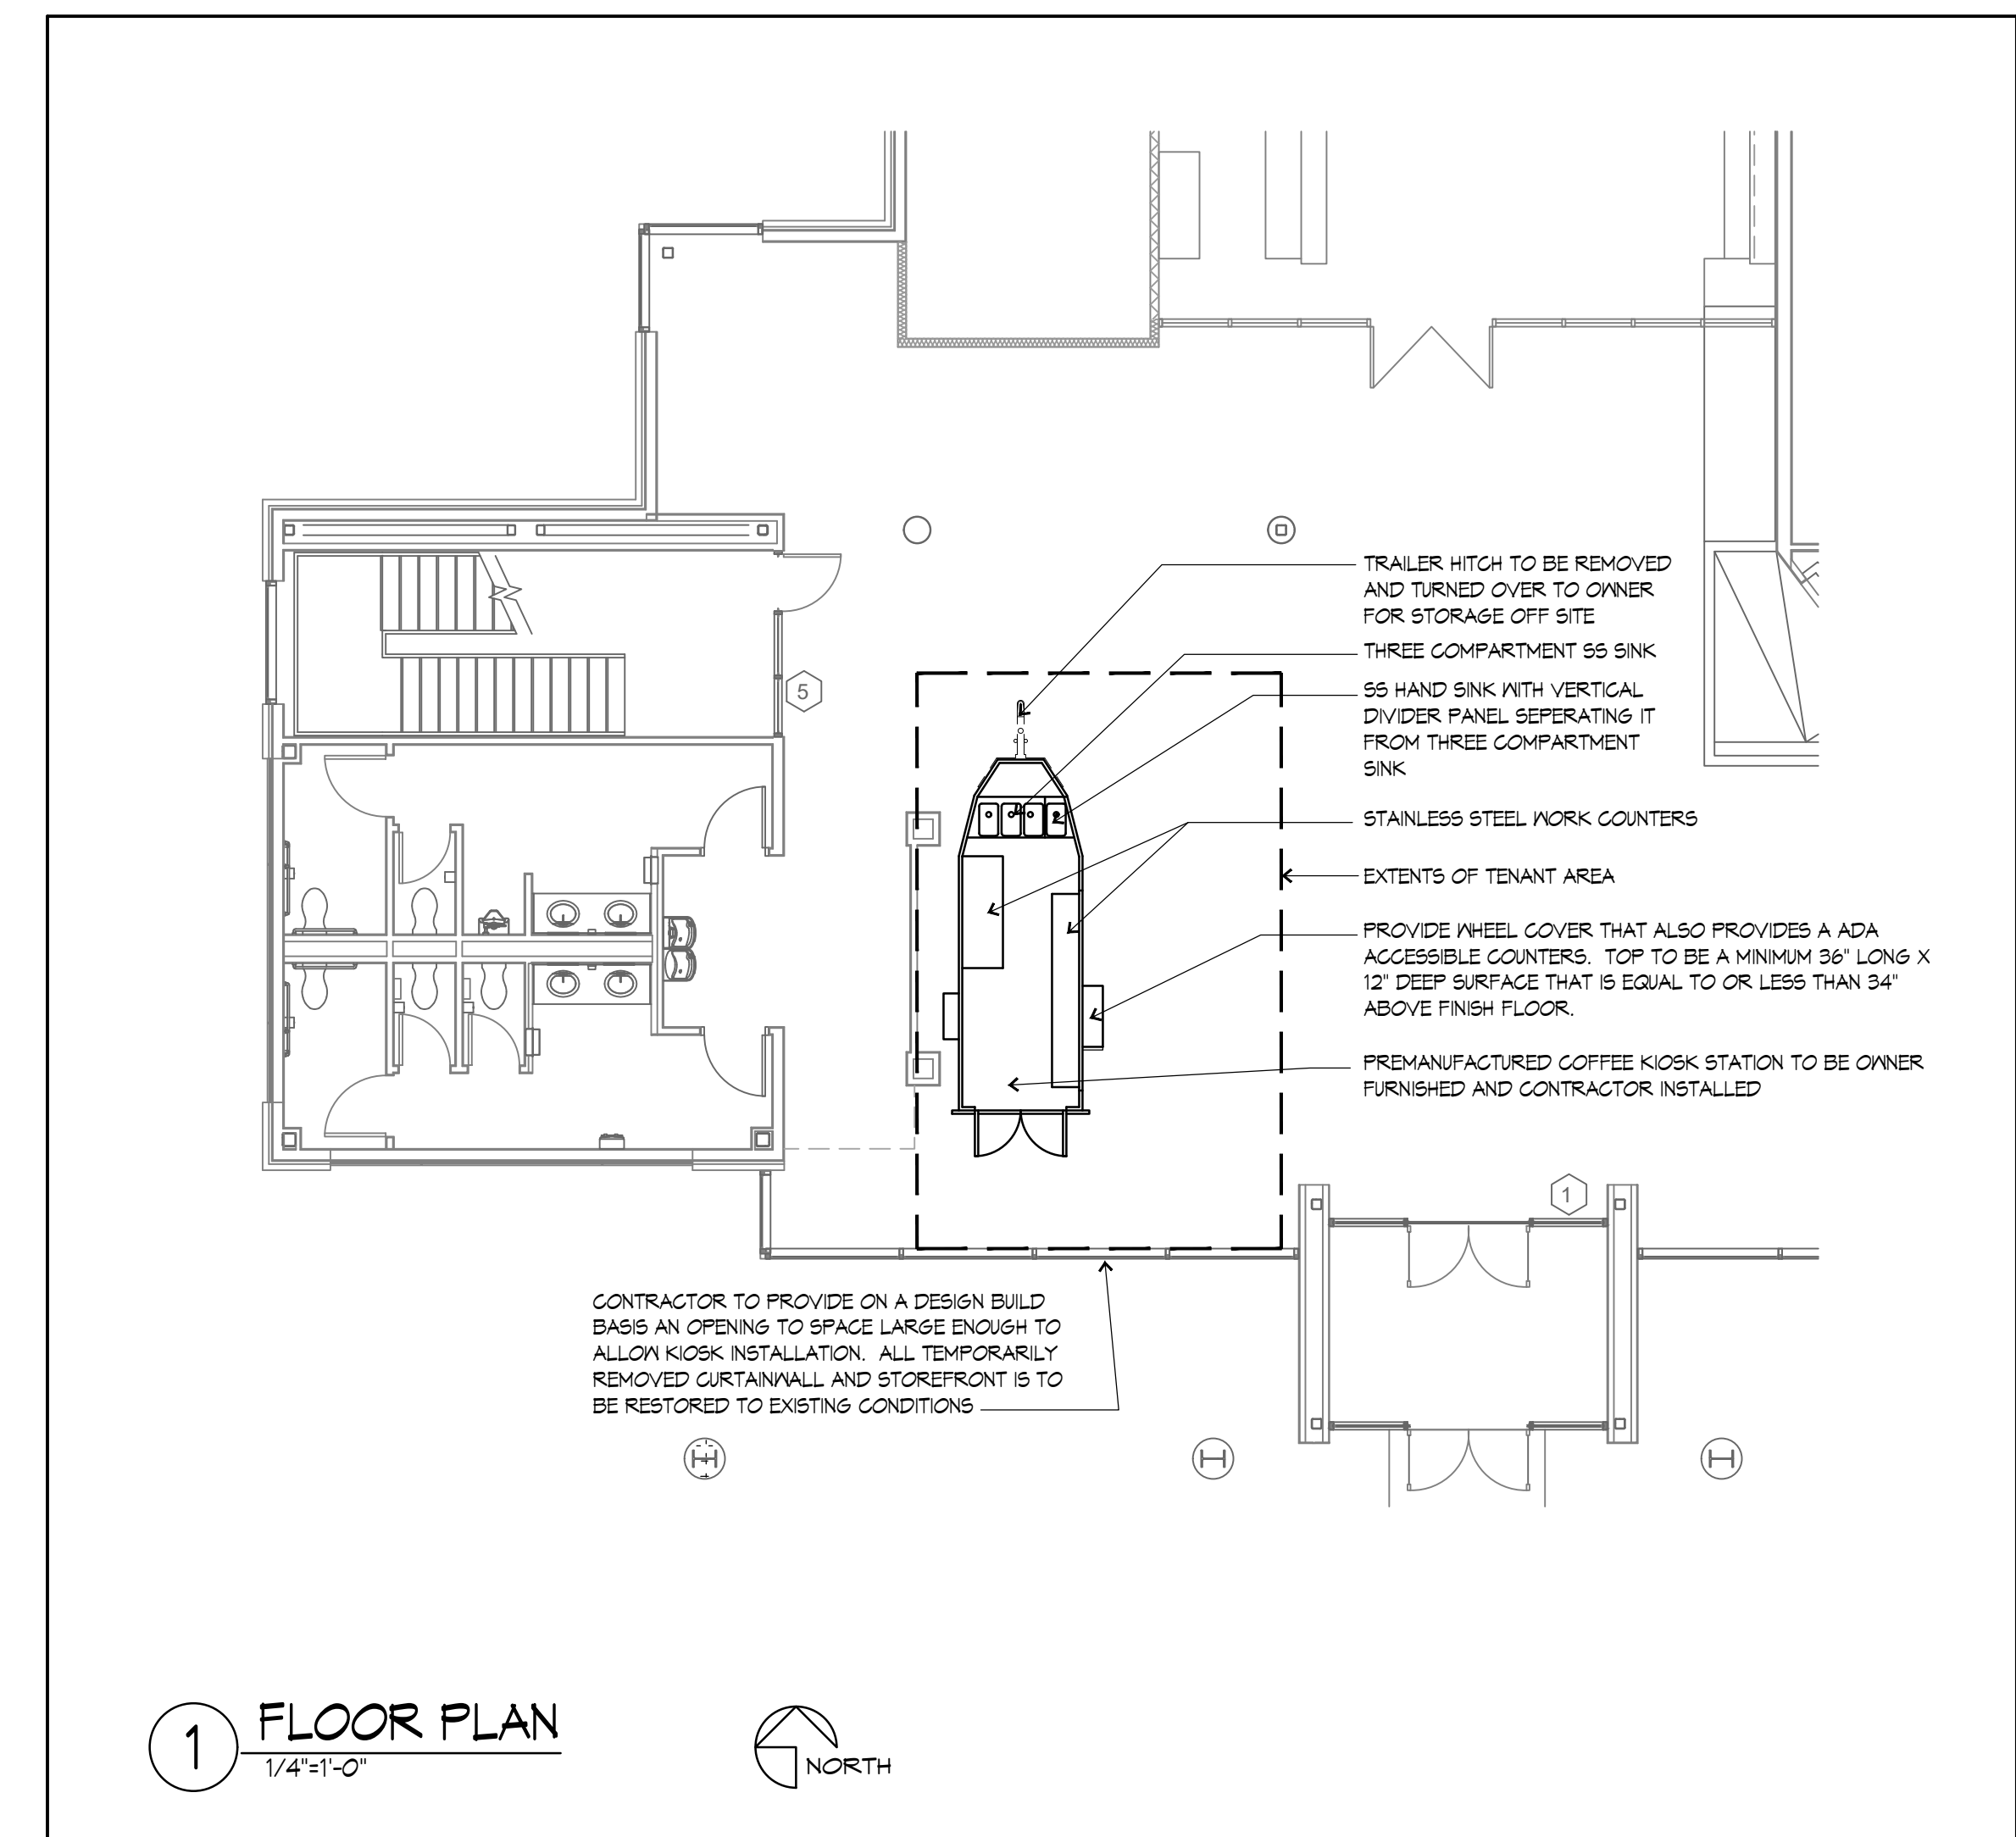 TRAILER HITCH TO BE REMOVED
AND TURNED OVER TO OWNER
FOR STORAGE OFF SITE
THREE COMPARTMENT SS SINK
SS HAND SINK WITH VERTICAL
DIVIDER PANEL SEPERATING IT
FROM THREE COMPARTMENT
SINK
5
STAINLESS STEEL WORK COUNTERS
EXTENTS OF TENANT AREA
PROVIDE WHEEL COVER THAT ALSO PROVIDES A ADA
ACCESSIBLE COUNTERS. TOP TO BE A MINIMUM 36" LONG X
12" DEEP SURFACE THAT IS EQUAL TO OR LESS THAN 34"
ABOVE FINISH FLOOR.
PREMANUFACTURED COFFEE KIOSK STATION TO BE OWNER
FURNISHED AND CONTRACTOR INSTALLED
1
CONTRACTOR TO PROVIDE ON A DESIGN BUILD
BASIS AN OPENING TO SPACE LARGE ENOUGH TO
ALLOW KIOSK INSTALLATION. ALL TEMPORARILY
REMOVED CURTAINWALL AND STOREFRONT IS TO
BE RESTORED TO EXISTING CONDITIONS
1 FLOOR PLAN
1/4"=1'-0"
NORTH